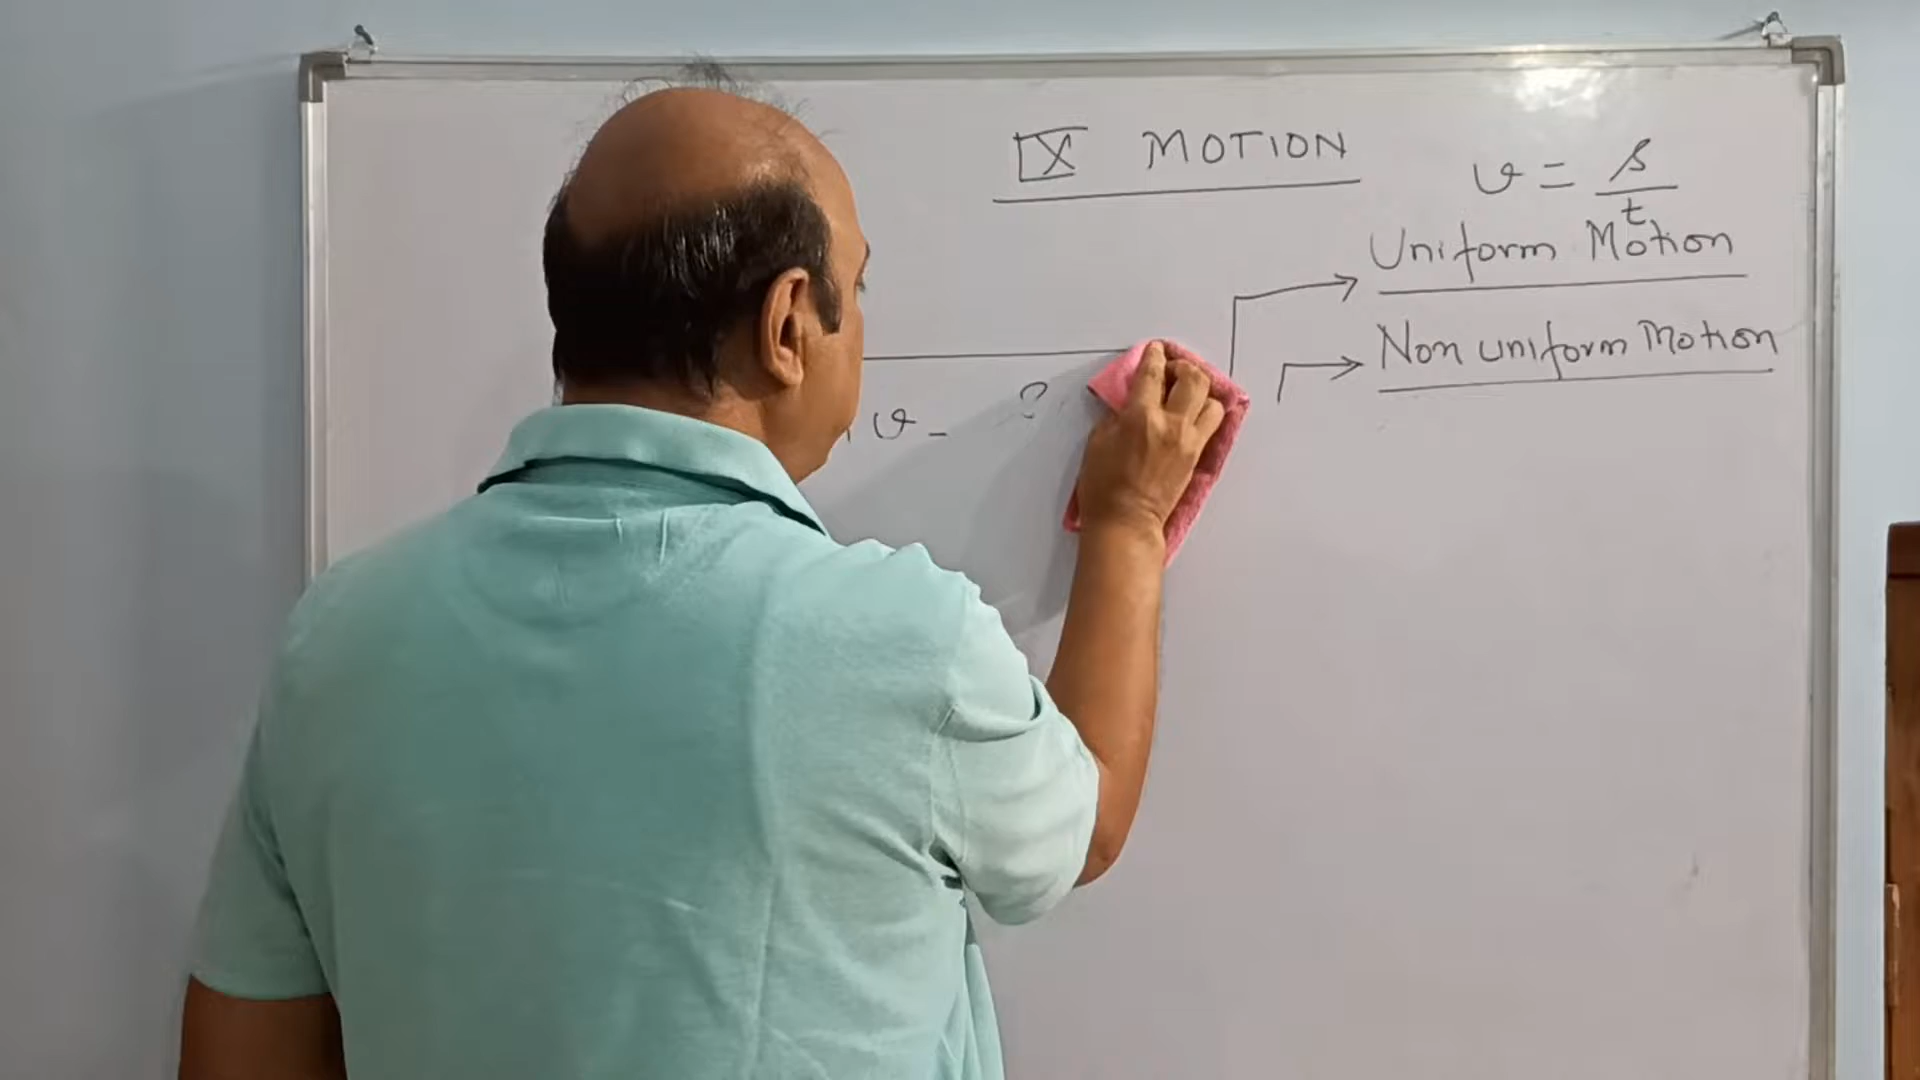 IX MOTION
v = s/t
Uniform Motion
Non uniform Motion
v -